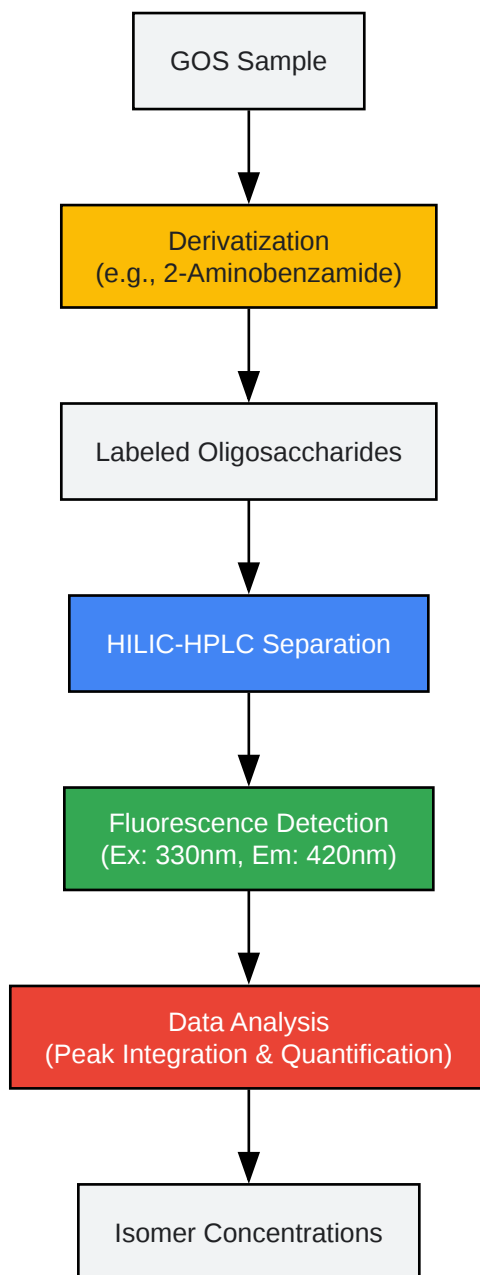 GOS Sample
Derivatization
(e.g., 2-Aminobenzamide)
Labeled Oligosaccharides
HILIC-HPLC Separation
Fluorescence Detection
(Ex: 330nm, Em: 420nm)
Data Analysis
(Peak Integration & Quantification)
Isomer Concentrations